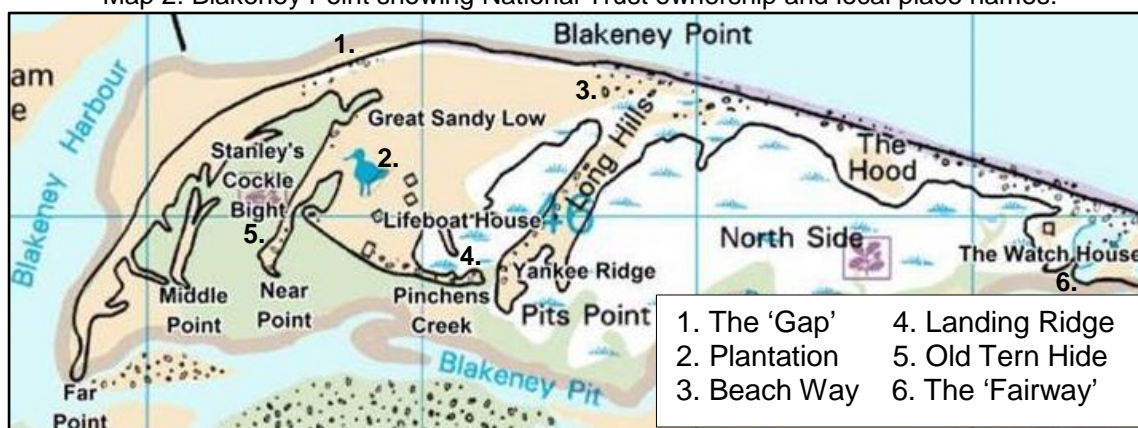 Map 2. Blakeney Point showing National Trust ownership and local place names.
1.
Blakeney Point
am
e
Blakeney Harbour
3.
Great Sandy Low
Long Hills
The
Hood
Stanley's
Cockle
Bight
2.
Lifeboat House
46
5.
4.
North Side
The Watch House
6.
Middle
Point
Near
Point
Pinchens
Creek
Yankee Ridge
Pits Point
Blakeney Pit
Far
Point
1. The ‘Gap’
2. Plantation
3. Beach Way
4. Landing Ridge
5. Old Tern Hide
6. The ‘Fairway’